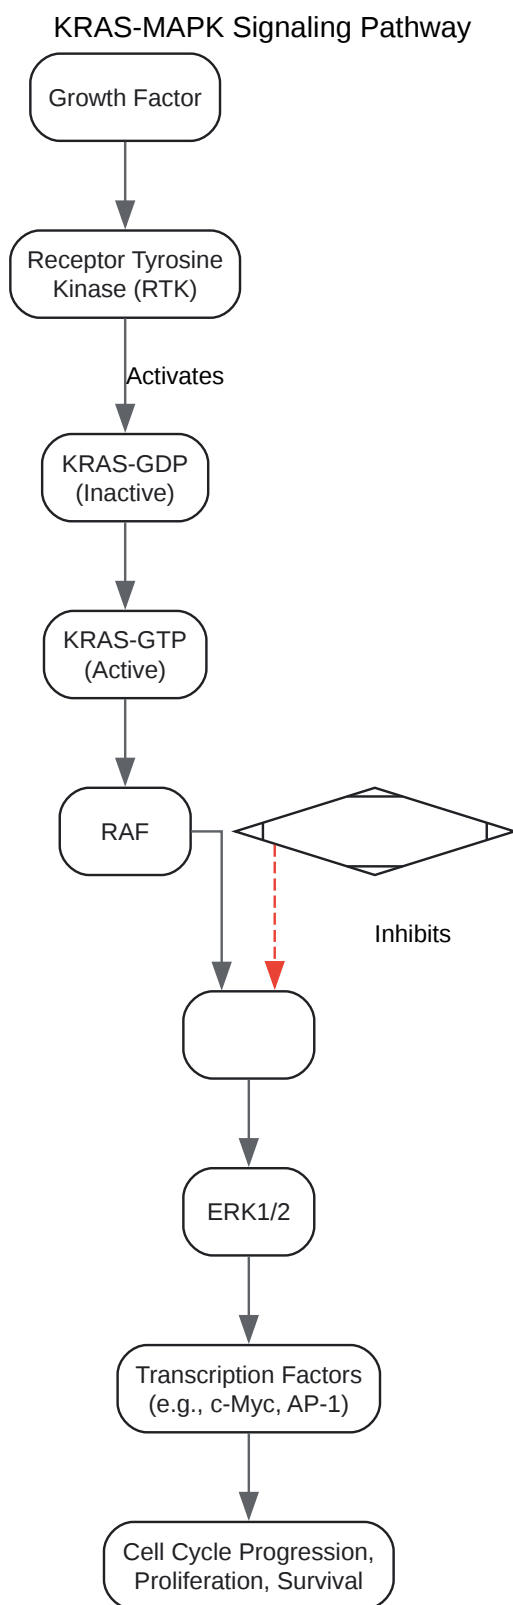 KRAS-MAPK Signaling Pathway
Growth Factor
Receptor Tyrosine
Kinase (RTK)
Activates
KRAS-GDP
(Inactive)
KRAS-GTP
(Active)
RAF
Inhibits
ERK1/2
Transcription Factors
(e.g., c-Myc, AP-1)
Cell Cycle Progression,
Proliferation, Survival